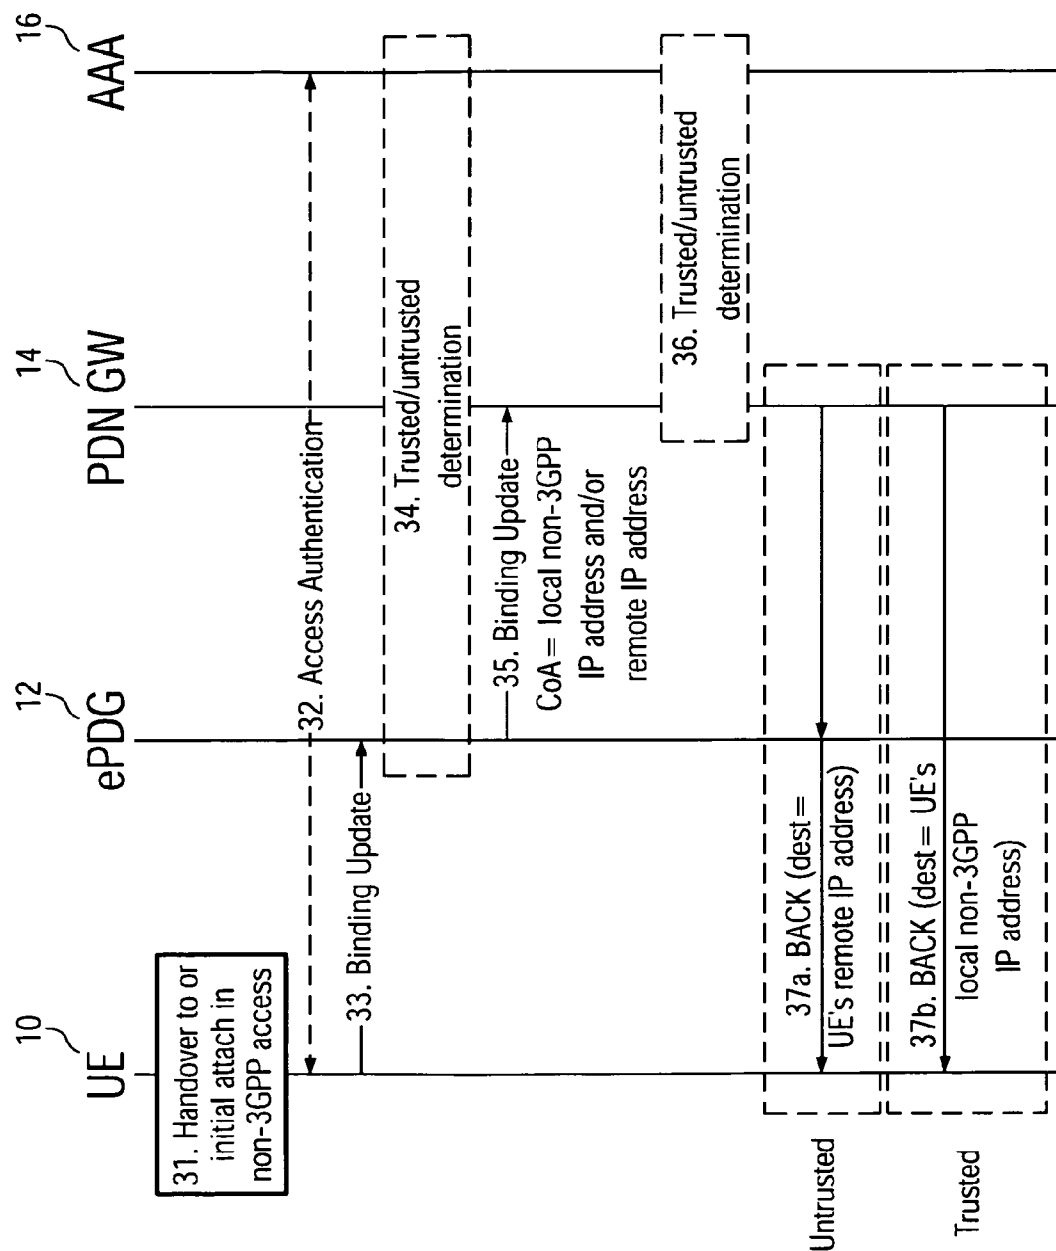 10
UE
12
ePDG
14
PDN GW
16
AAA
31. Handover to or
initial attach in
non-3GPP access
32. Access Authentication
33. Binding Update
34. Trusted/untrusted
determination
35. Binding Update
CoA = local non-3GPP
IP address and/or
remote IP address
36. Trusted/untrusted
determination
Untrusted
37a. BACK (dest =
UE's remote IP address)
Trusted
37b. BACK (dest = UE's
local non-3GPP
IP address)